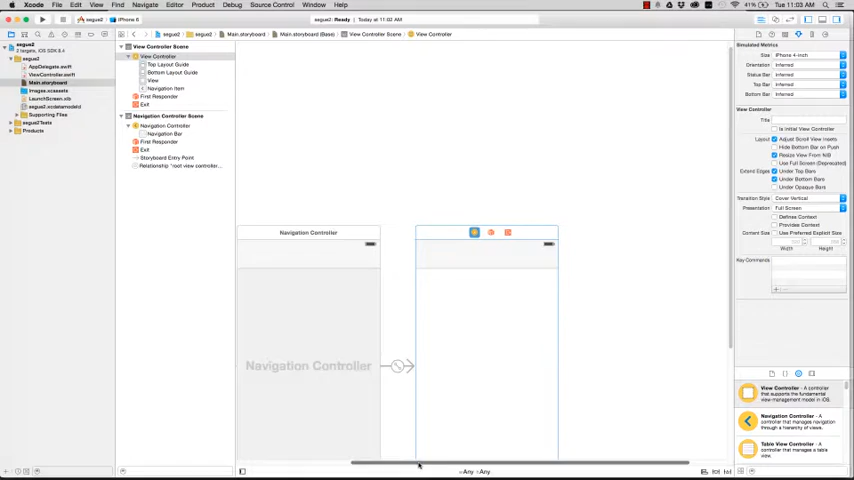 Xcode File Edit View Find Navigate Editor Product Debug Source Control Window Help
41% Tue 11:03 AM
segue2 iPhone 6
segue2: Ready Today at 11:02 AM
segue2 segue2 Main.storyboard Main.storyboard (Base) View Controller Scene View Controller
segue2
2 targets, iOS SDK 8.4
segue2
AppDelegate.swift
ViewController.swift
Main.storyboard
Images.xcassets
LaunchScreen.xib
segue2.xcdatamodeld
Supporting Files
segue2Tests
Products
View Controller Scene
View Controller
Top Layout Guide
Bottom Layout Guide
View
Navigation Item
First Responder
Exit
Navigation Controller Scene
Navigation Controller
Navigation Bar
First Responder
Exit
Storyboard Entry Point
Relationship "root view controller...
Navigation Controller
Navigation Controller
Any Any
Simulated Metrics
Size iPhone 4-inch
Orientation Inferred
Status Bar Inferred
Top Bar Inferred
Bottom Bar Inferred
View Controller
Title
Is Initial View Controller
Layout Adjust Scroll View Insets
Hide Bottom Bar on Push
Resize View From NIB
Use Full Screen (Deprecated)
Extend Edges Under Top Bars
Under Bottom Bars
Under Opaque Bars
Transition Style Cover Vertical
Presentation Full Screen
Defines Context
Provides Context
Content Size Use Preferred Explicit Size
Width Height
Key Commands
View Controller - A controller
that supports the fundamental
view-management model in iOS.
Navigation Controller - A
controller that manages navigation
through a hierarchy of views.
Table View Controller - A
controller that manages a table
view.